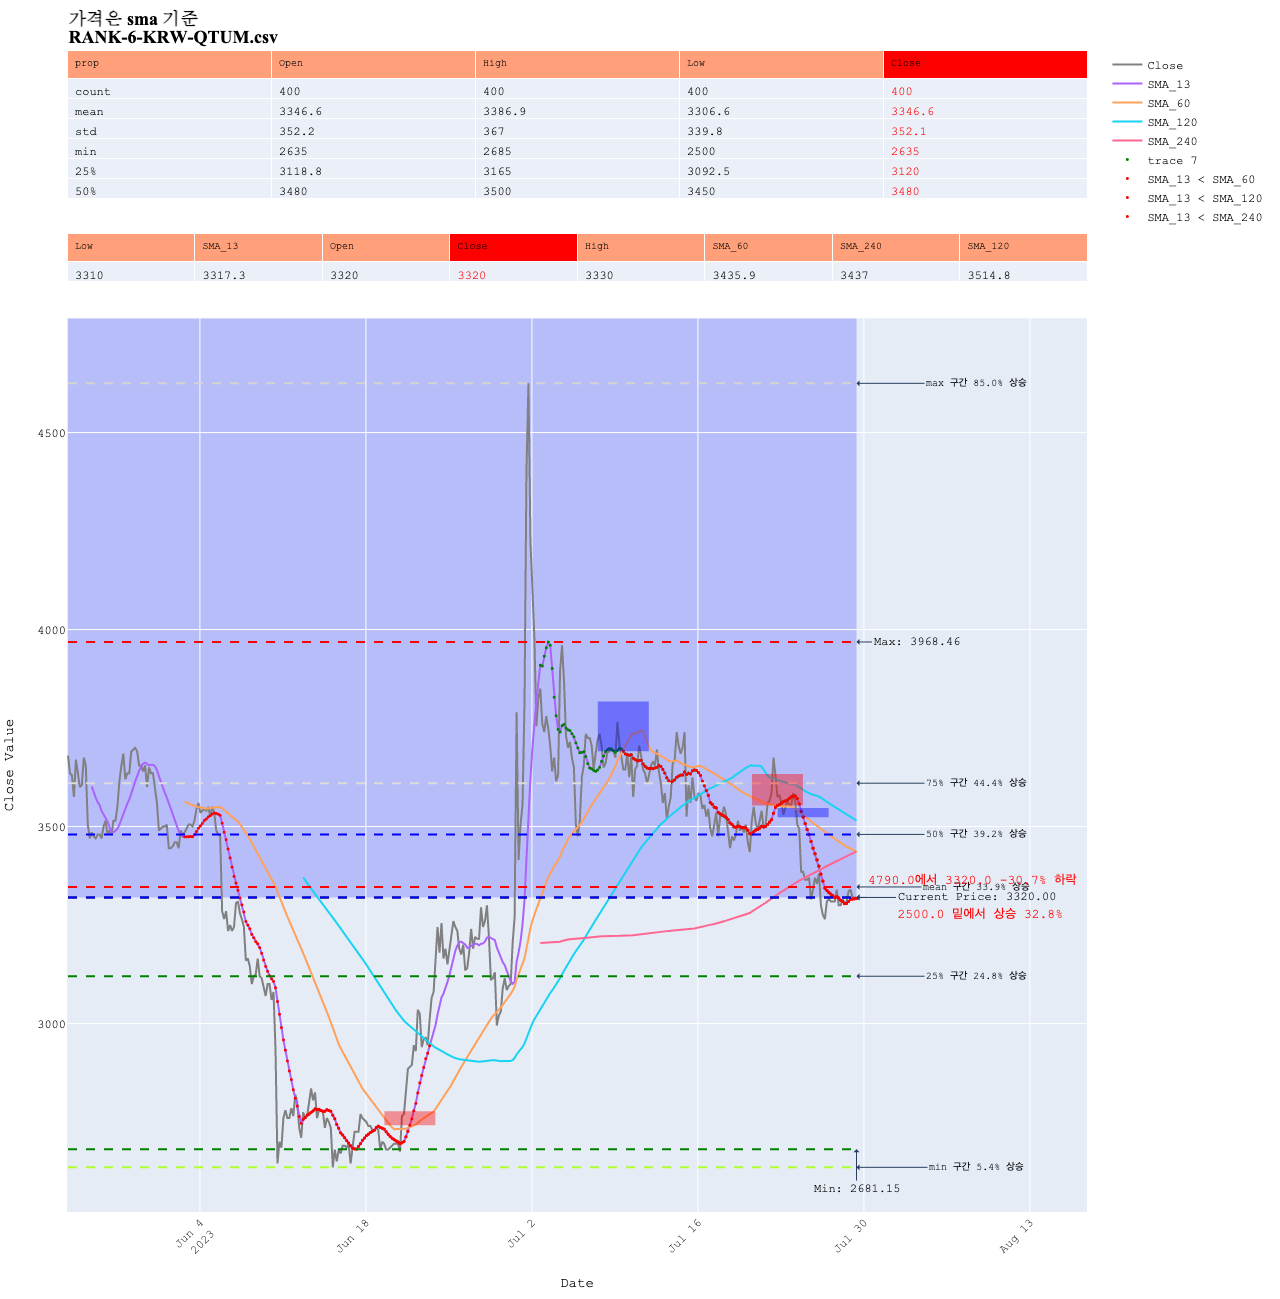 가격은 sma 기준
RANK-6-KRW-QTUM.csv
prop Open High Low Close
count 400 400 400 400
mean 3346.6 3386.9 3306.6 3346.6
std 352.2 367 339.8 352.1
min 2635 2685 2500 2635
25% 3118.8 3165 3092.5 3120
50% 3480 3500 3450 3480
Low SMA_13 Open Close High SMA_60 SMA_240 SMA_120
3310 3317.3 3320 3320 3330 3435.9 3437 3514.8
Close
SMA_13
SMA_60
SMA_120
SMA_240
trace 7
SMA_13 < SMA_60
SMA_13 < SMA_120
SMA_13 < SMA_240
max 구간 85.0% 상승
4500
4000
Max: 3968.46
75% 구간 44.4% 상승
3500
50% 구간 39.2% 상승
4790.0에서 3320.0 -30.7% 하락
mean 구간 33.9% 상승
Current Price: 3320.00
2500.0 밑에서 상승 32.8%
25% 구간 24.8% 상승
3000
min 구간 5.4% 상승
Min: 2681.15
Close Value
Jun 4
2023
Jun 18
Jul 2
Jul 16
Jul 30
Aug 13
Date